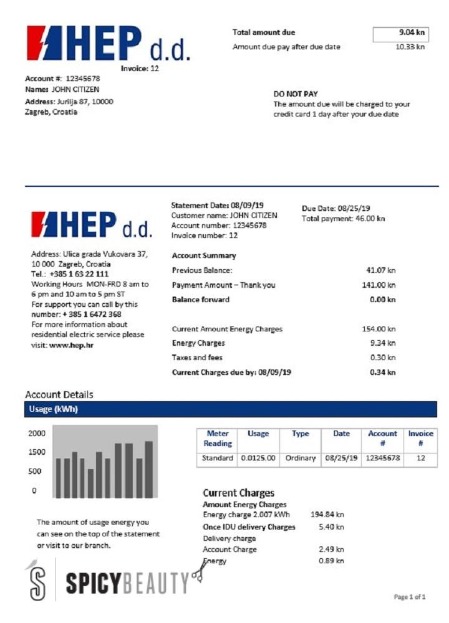 HEP d.d.
Invoice: 12
Account #: 12345678
Name: JOHN CITIZEN
Address: Jurlija 87, 10000
Zagreb, Croatia
Total amount due 9.04 kn
Amount due pay after due date 10.33 kn
DO NOT PAY
The amount due will be charged to your
credit card 1 day after your due date
HEP d.d.
Address: Ulica grada Vukovara 37,
10 000 Zagreb, Croatia
Tel.: +385 1 63 22 111
Working Hours MON-FRD 8 am to
6 pm and 10 am to 5 pm ST
For support you can call by this
number: + 385 1 6472 368
For more information about
residential electric service please
visit: www.hep.hr
Statement Date: 08/09/19
Customer name: JOHN CITIZEN
Account number: 12345678
Invoice number: 12
Due Date: 08/25/19
Total payment: 46.00 kn
Account Summary
Previous Balance: 41.07 kn
Payment Amount – Thank you 141.00 kn
Balance forward 0.00 kn
Current Amount Energy Charges 154.00 kn
Energy Charges 9.34 kn
Taxes and fees 0.30 kn
Current Charges due by: 08/09/19 0.34 kn
Account Details
Usage (kWh)
2000
1500
500
0
The amount of usage energy you
can see on the top of the statement
or visit to our branch.
Meter Reading Usage Type Date Account # Invoice #
Standard 0.0125.00 Ordinary 08/25/19 12345678 12
Current Charges
Amount Energy Charges
Energy charge 2.007 kWh 194.84 kn
Once IDU delivery Charges 5.40 kn
Delivery charge
Account Charge 2.49 kn
Energy 0.89 kn
SPICYBEAUTY
Page 1 of 1